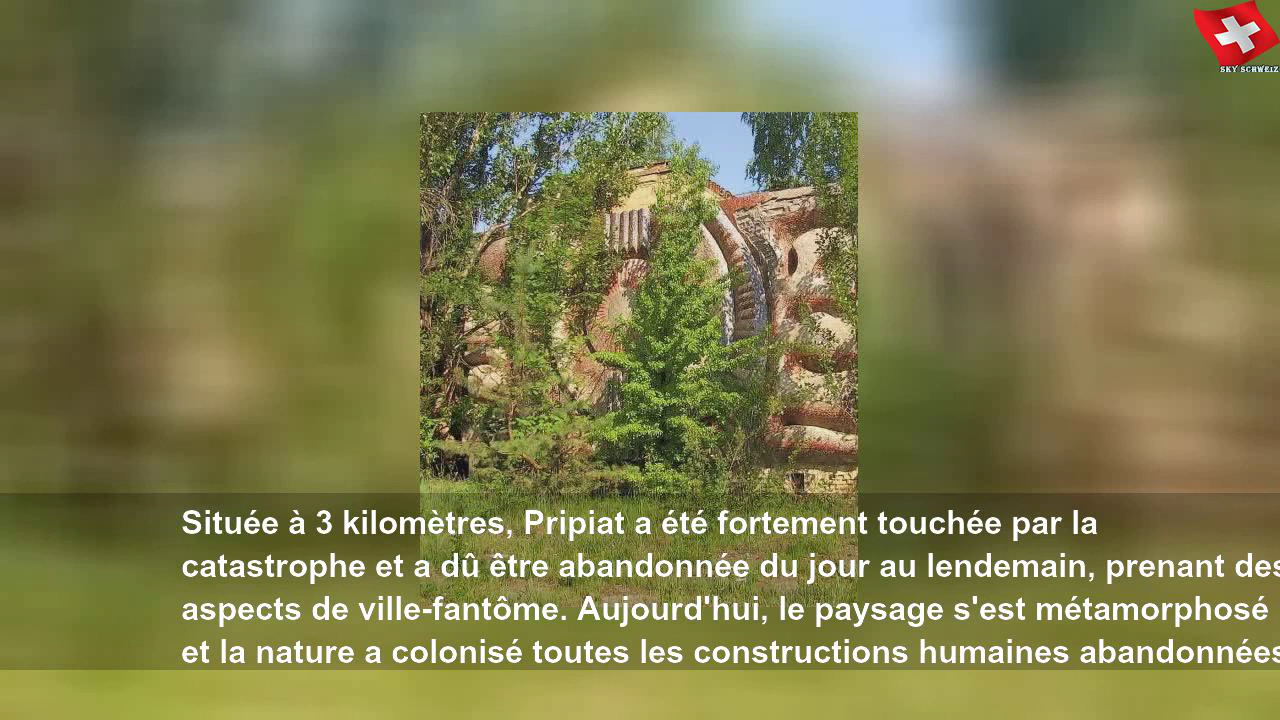 SKY SCHWEIZ
Située à 3 kilomètres, Pripiat a été fortement touchée par la
catastrophe et a dû être abandonnée du jour au lendemain, prenant des
aspects de ville-fantôme. Aujourd'hui, le paysage s'est métamorphosé
et la nature a colonisé toutes les constructions humaines abandonnées